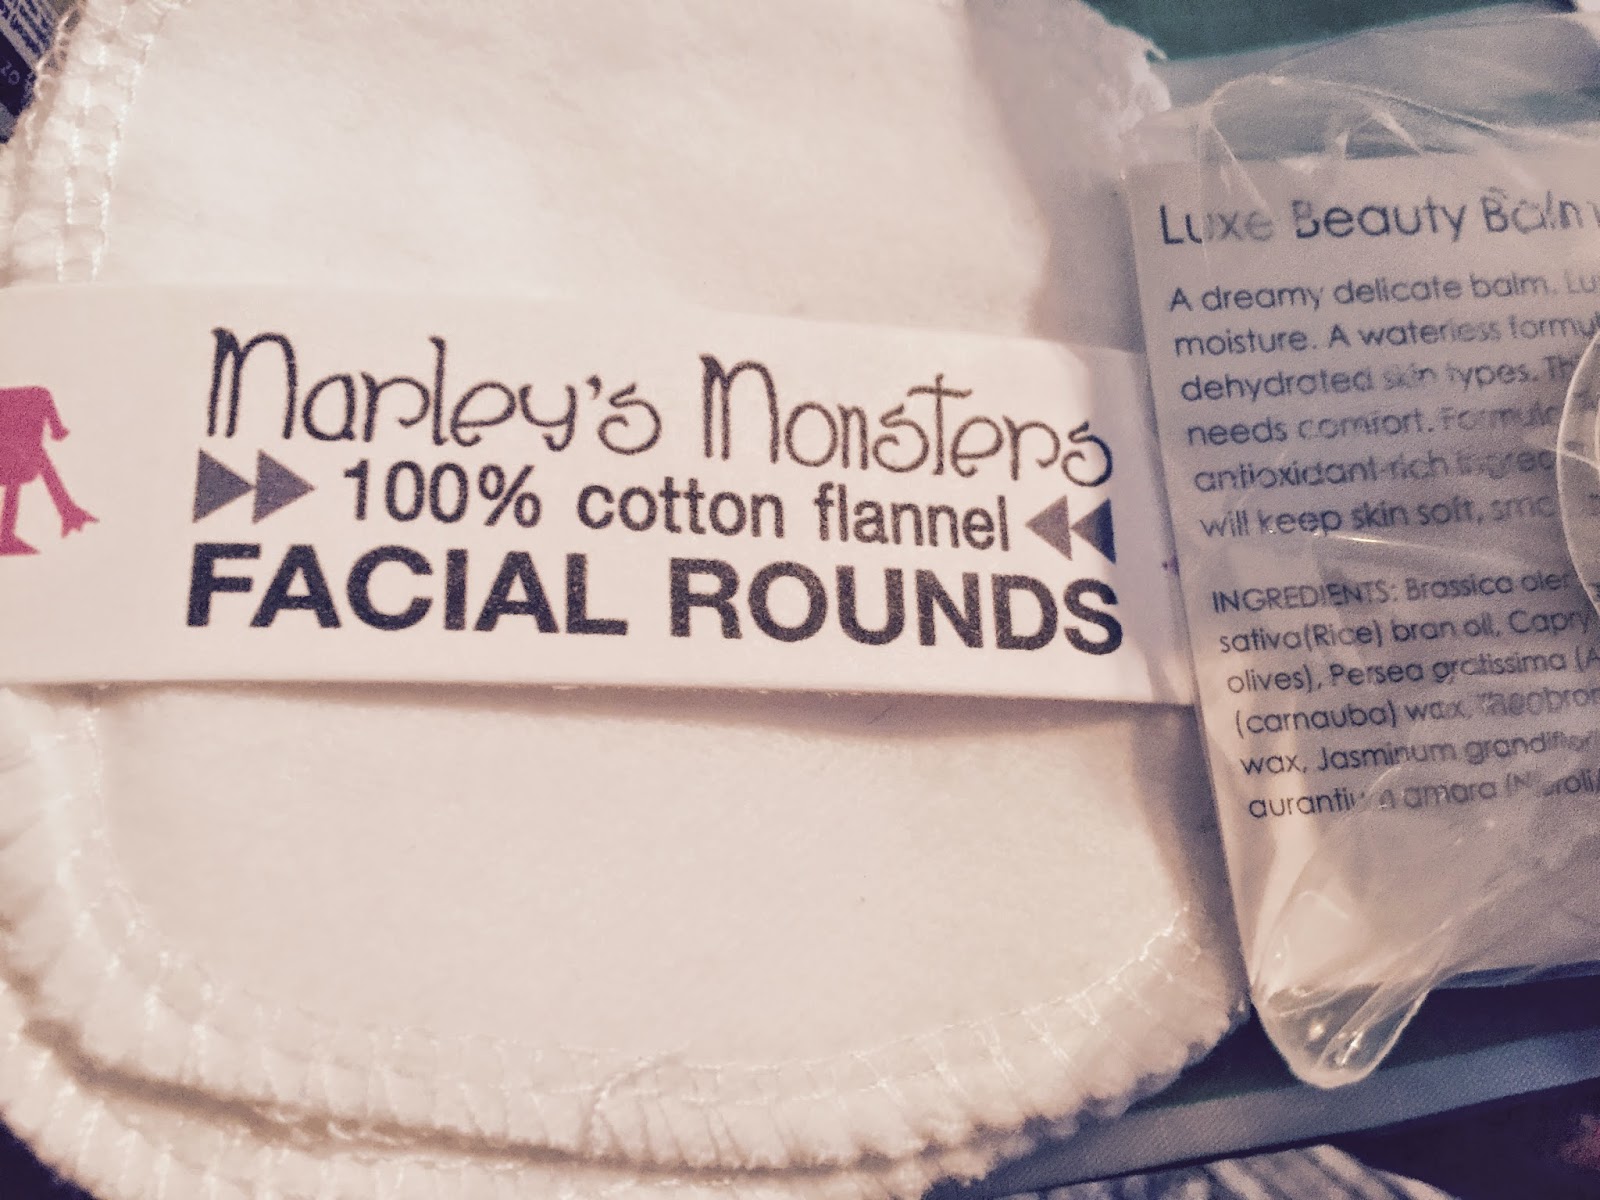 Marley's Monsters
100% cotton flannel
FACIAL ROUNDS
Luxe Beauty Balm
A dreamy delicate balm.
moisture. A waterless
dehydrated skin types.
needs comfort.
antioxidant-rich
will keep skin soft,
INGREDIENTS: Brassica
sativa(Rice) bran oil,
olives), Persea gratissima
(carnauba) wax,
wax, Jasminum
amara